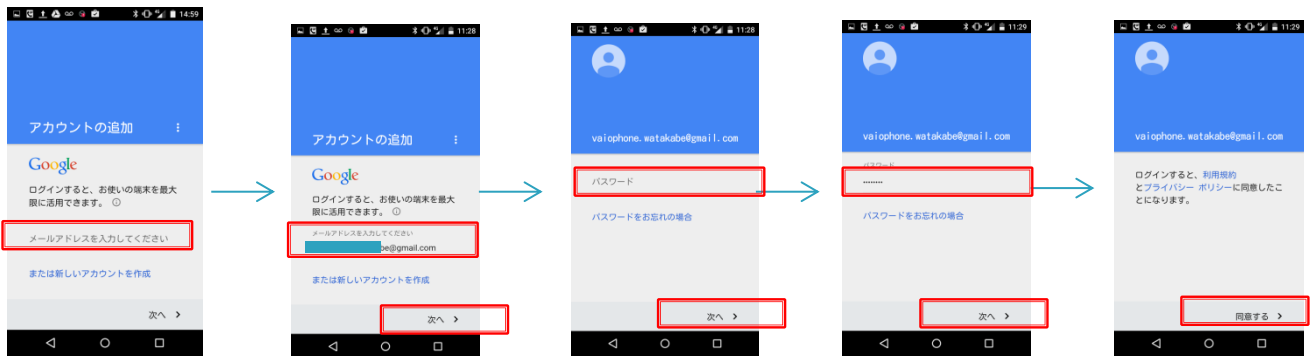 14:59
アカウントの追加
Google
ログインすると、お使いの端末を最大
限に活用できます。
メールアドレスを入力してください
または新しいアカウントを作成
次へ
11:28
アカウントの追加
Google
ログインすると、お使いの端末を最大
限に活用できます。
メールアドレスを入力してください
be@gmail.com
または新しいアカウントを作成
次へ
11:28
vaiophone.watakabe@gmail.com
パスワード
パスワードをお忘れの場合
次へ
11:29
vaiophone.watakabe@gmail.com
パスワード
........
パスワードをお忘れの場合
次へ
11:29
vaiophone.watakabe@gmail.com
ログインすると、利用規約
とプライバシー ポリシーに同意したこ
とになります。
同意する